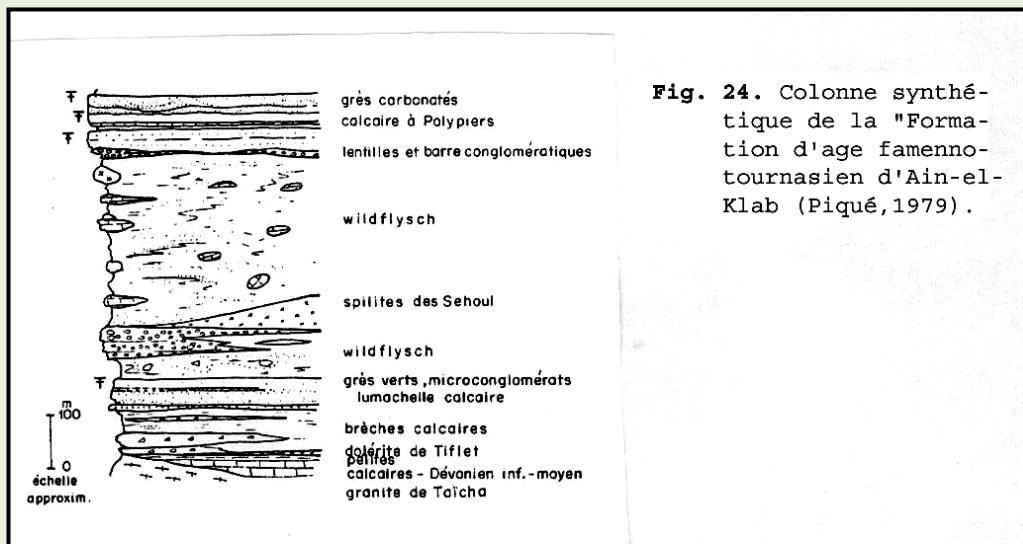 grès carbonatés
calcaire à Polypiers
lentilles et barre conglomératiques
wildflysch
spilites des Sehoul
wildflysch
grès verts, microconglomérats
lumachelle calcaire
brèches calcaires
dolérite de Tiflet
pélites
calcaires - Dévonien inf.-moyen
granite de Taïcha
m
100
0
échelle
approxim.
Fig. 24. Colonne synthé-
tique de la "Forma-
tion d'age famenno-
tournasien d'Ain-el-
Klab (Piqué,1979).